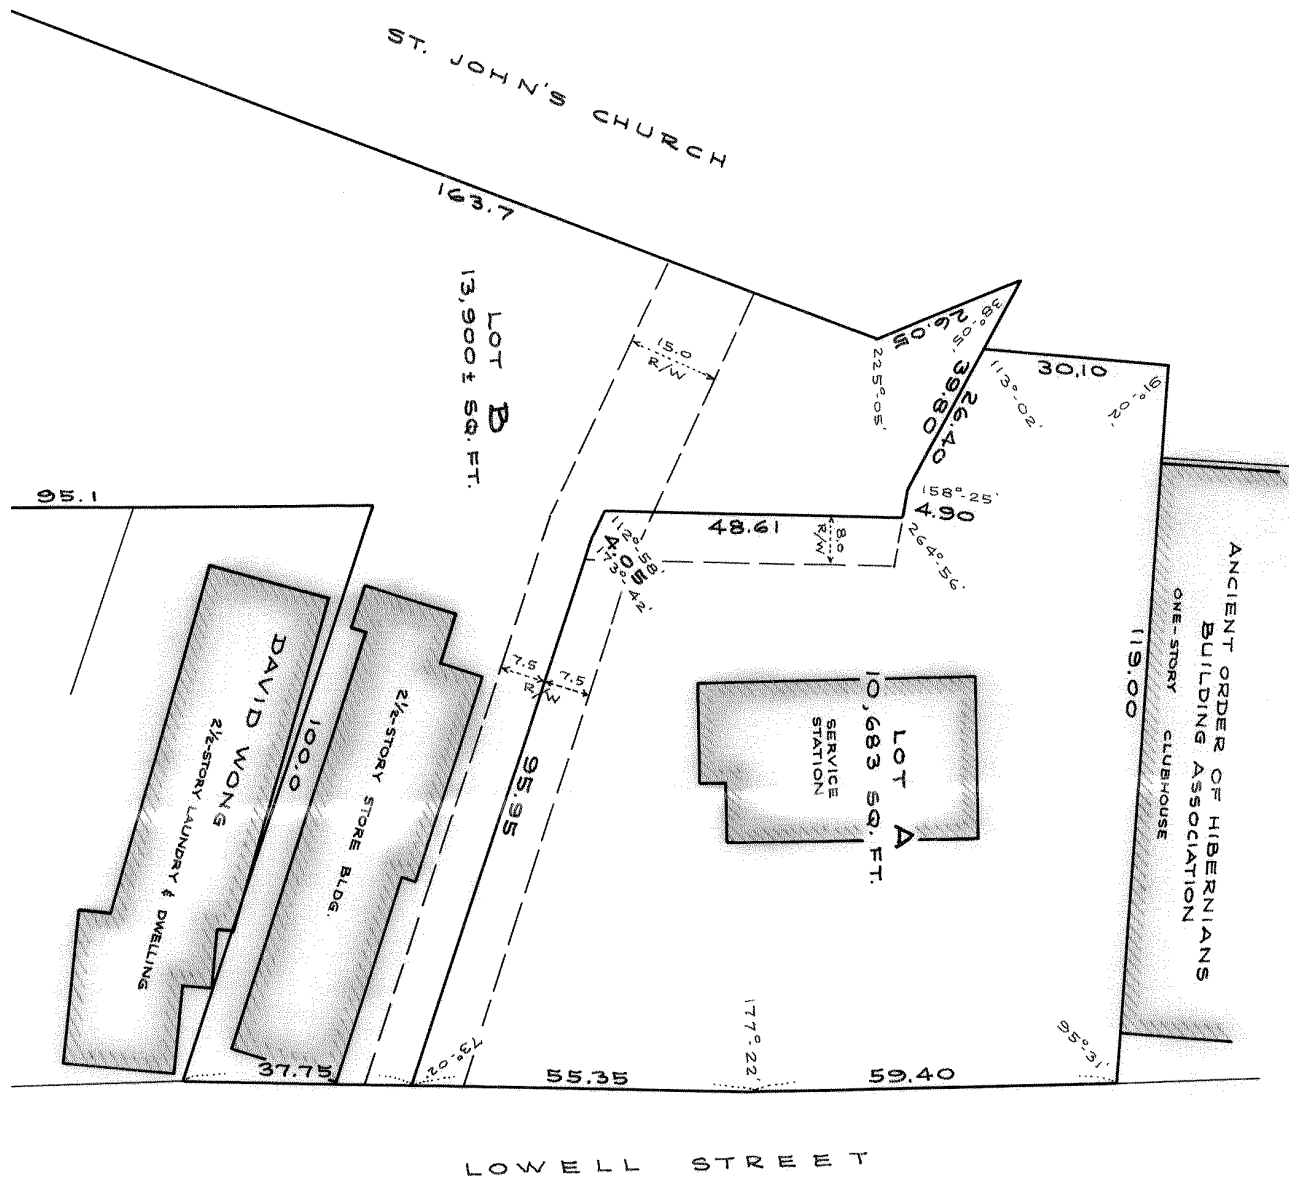 ST. JOHN'S CHURCH
163.7
LOT B
13,900± SQ. FT.
15.0
R/W
26.05
38°-05'
225°-05'
39.80
26.40
30.10
113°-02'
91°-02'
158°-25'
4.90
264°-56'
95.1
48.61
8.0
R/W
112°-58'
4.05
173°-42'
7.5
7.5
R/W
95.95
100.0
DAVID WONG
2½-STORY LAUNDRY & DWELLING
2½-STORY STORE BLDG.
LOT A
10,683 SQ. FT.
SERVICE
STATION
119.00
ANCIENT ORDER OF HIBERNIANS
BUILDING ASSOCIATION
ONE-STORY CLUBHOUSE
37.75
73°-02'
55.35
177°-22'
59.40
95°-31'
LOWELL STREET